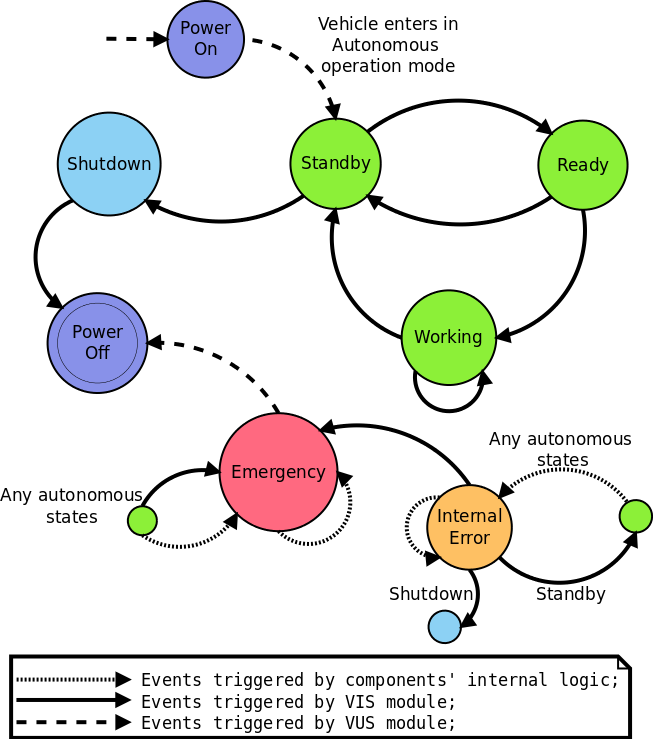 Power
On
Vehicle enters in
Autonomous
operation mode
Shutdown
Standby
Ready
Power
Off
Working
Emergency
Any autonomous
states
Any autonomous
states
Internal
Error
Shutdown
Standby
Events triggered by components' internal logic;
Events triggered by VIS module;
Events triggered by VUS module;